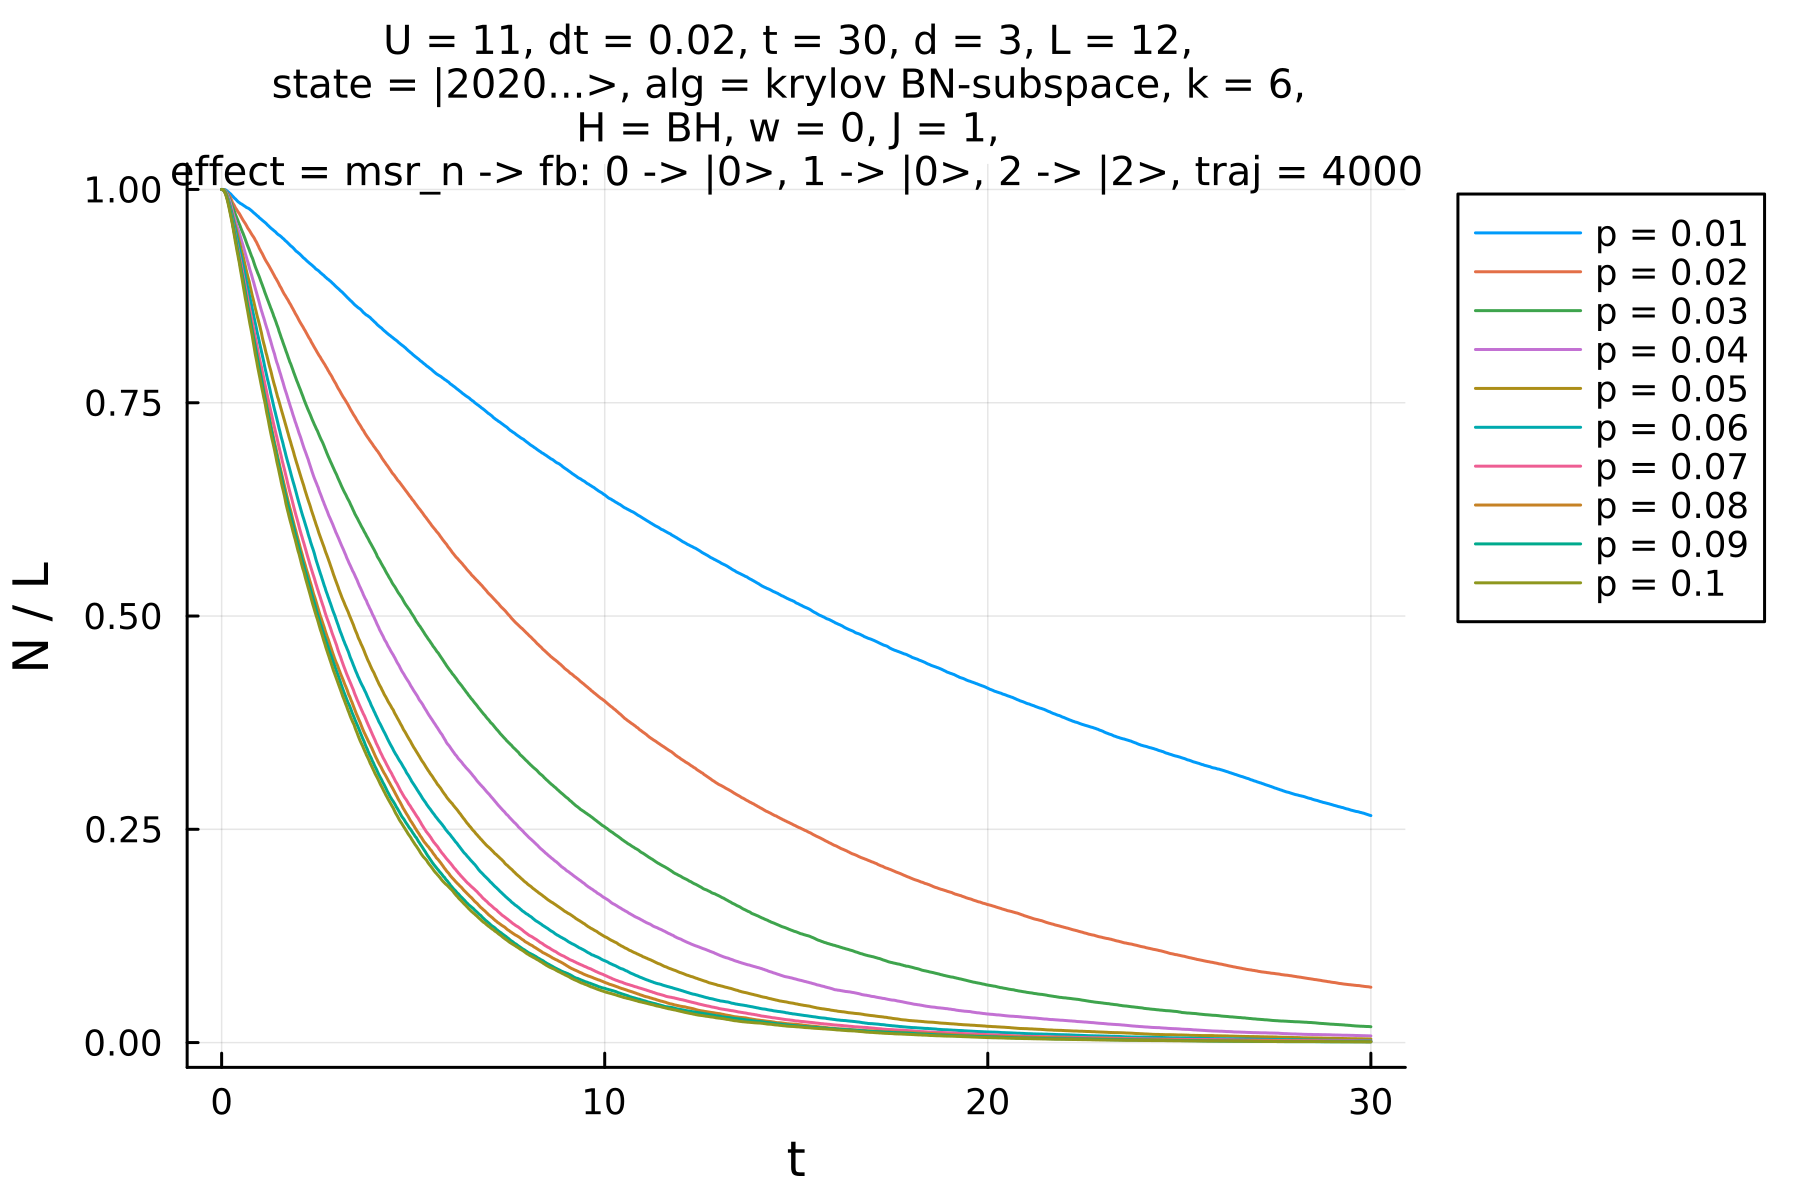 U = 11, dt = 0.02, t = 30, d = 3, L = 12,
state = |2020...>, alg = krylov BN-subspace, k = 6,
H = BH, w = 0, J = 1,
effect = msr_n -> fb: 0 -> |0>, 1 -> |0>, 2 -> |2>, traj = 4000
1.00
0.75
0.50
0.25
0.00
N / L
0
10
20
30
t
p = 0.01
p = 0.02
p = 0.03
p = 0.04
p = 0.05
p = 0.06
p = 0.07
p = 0.08
p = 0.09
p = 0.1